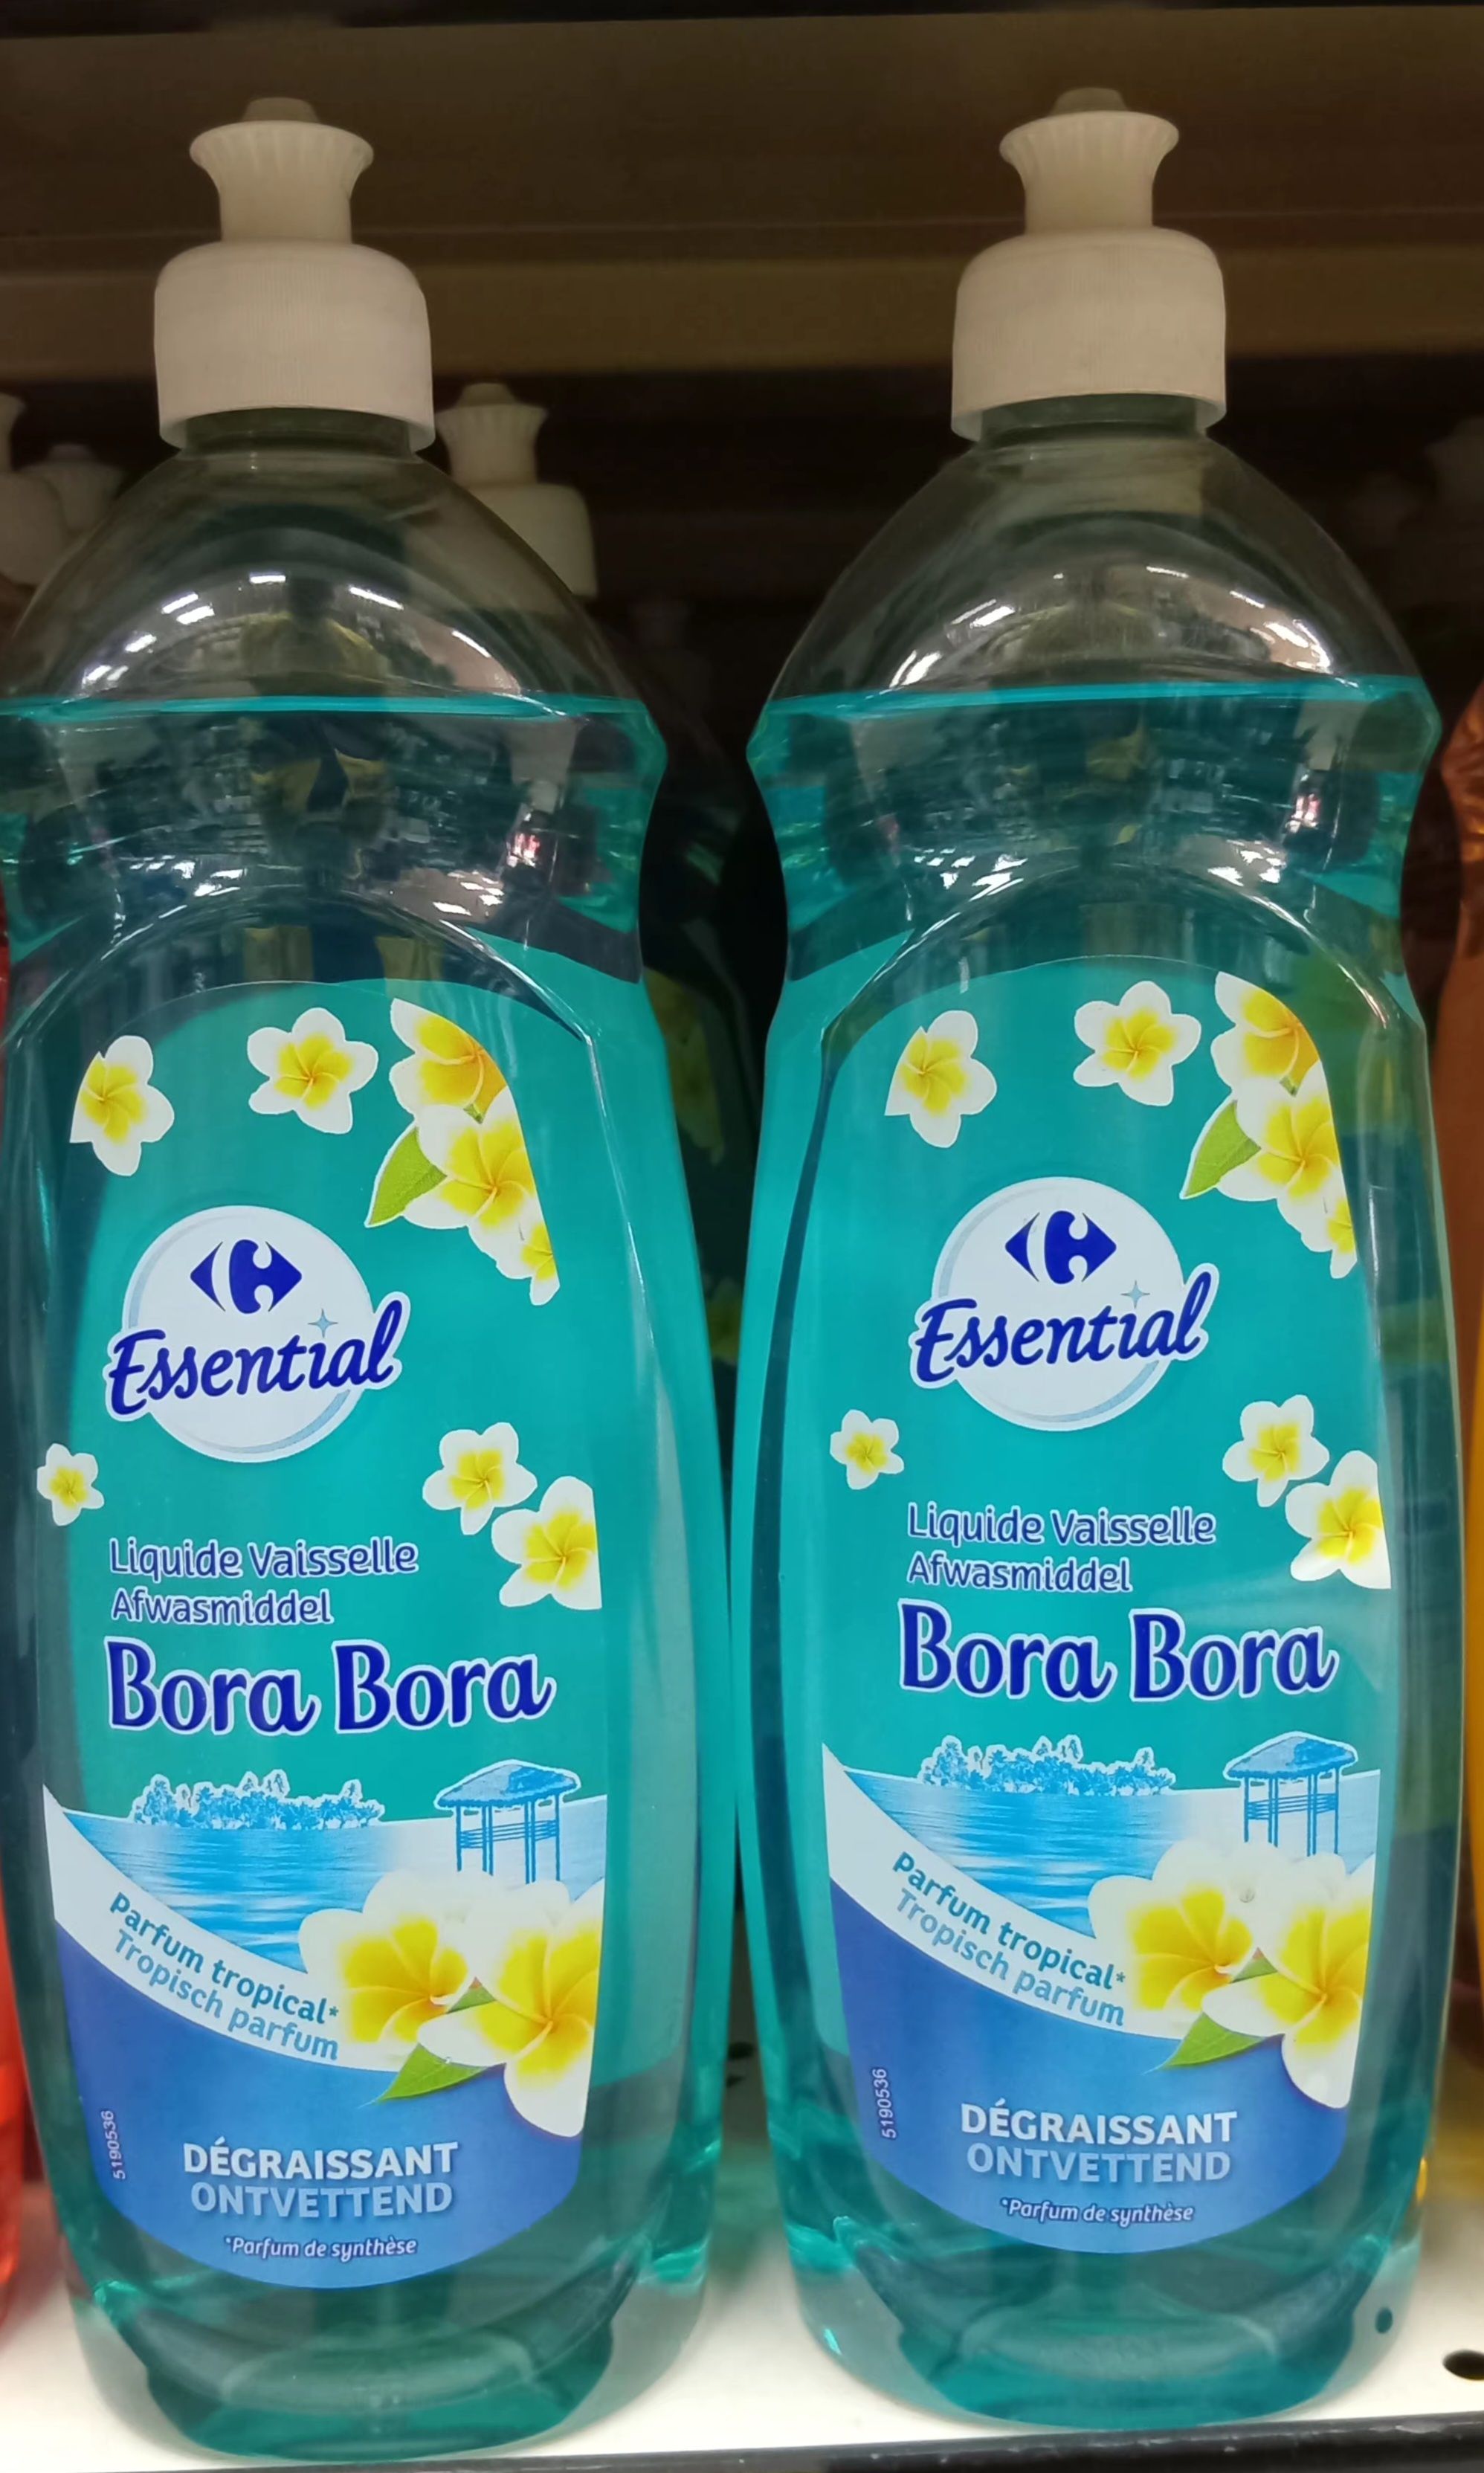 Essential
Liquide Vaisselle
Afwasmiddel
Bora Bora
Parfum tropical*
Tropisch parfum
5190536
DÉGRAISSANT
ONTVETTEND
*Parfum de synthèse
Essential
Liquide Vaisselle
Afwasmiddel
Bora Bora
Parfum tropical*
Tropisch parfum
5190536
DÉGRAISSANT
ONTVETTEND
*Parfum de synthèse